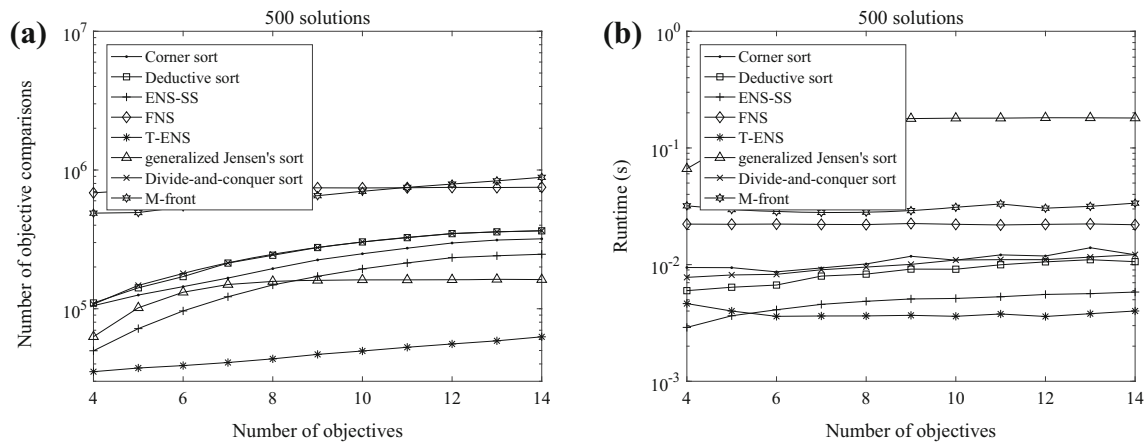 (a)
500 solutions
10^7
10^6
10^5
Number of objective comparisons
Corner sort
Deductive sort
ENS-SS
FNS
T-ENS
generalized Jensen's sort
Divide-and-conquer sort
M-front
4 6 8 10 12 14
Number of objectives
(b)
500 solutions
10^0
10^-1
10^-2
10^-3
Runtime (s)
Corner sort
Deductive sort
ENS-SS
FNS
T-ENS
generalized Jensen's sort
Divide-and-conquer sort
M-front
4 6 8 10 12 14
Number of objectives